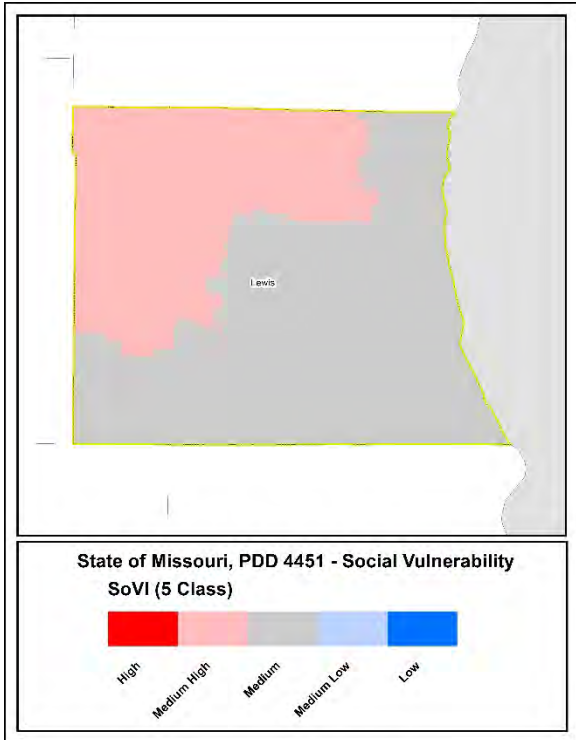 Lewis
State of Missouri, PDD 4451 - Social Vulnerability
SoVI (5 Class)
High
Medium High
Medium
Medium Low
Low